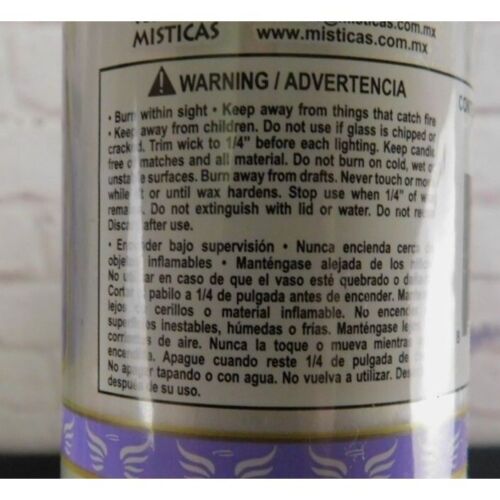 MISTICAS
@misticas.com.mx
www.misticas.com.mx
WARNING / ADVERTENCIA
• Burn within sight • Keep away from things that catch fire
• Keep away from children. Do not use if glass is chipped or
cracked. Trim wick to 1/4" before each lighting. Keep candle
free of matches and all material. Do not burn on cold, wet or
unstable surfaces. Burn away from drafts. Never touch or move
while lit or until wax hardens. Stop use when 1/4" of wax
remains. Do not extinguish with lid or water. Do not
Discard after use.
• Encender bajo supervisión • Nunca encienda cerca de
objetos inflamables • Manténgase alejada de los niños
No utilizar en caso de que el vaso esté quebrado o
Cortar pabilo a 1/4 de pulgada antes de encender.
lejos de cerillos o material inflamable. No
superficies inestables, húmedas o frías. Manténgase
corrientes de aire. Nunca la toque o mueva mientras
encendida. Apague cuando reste 1/4 de pulgada de
No apagar tapando o con agua. No vuelva a utilizar.
después de su uso.